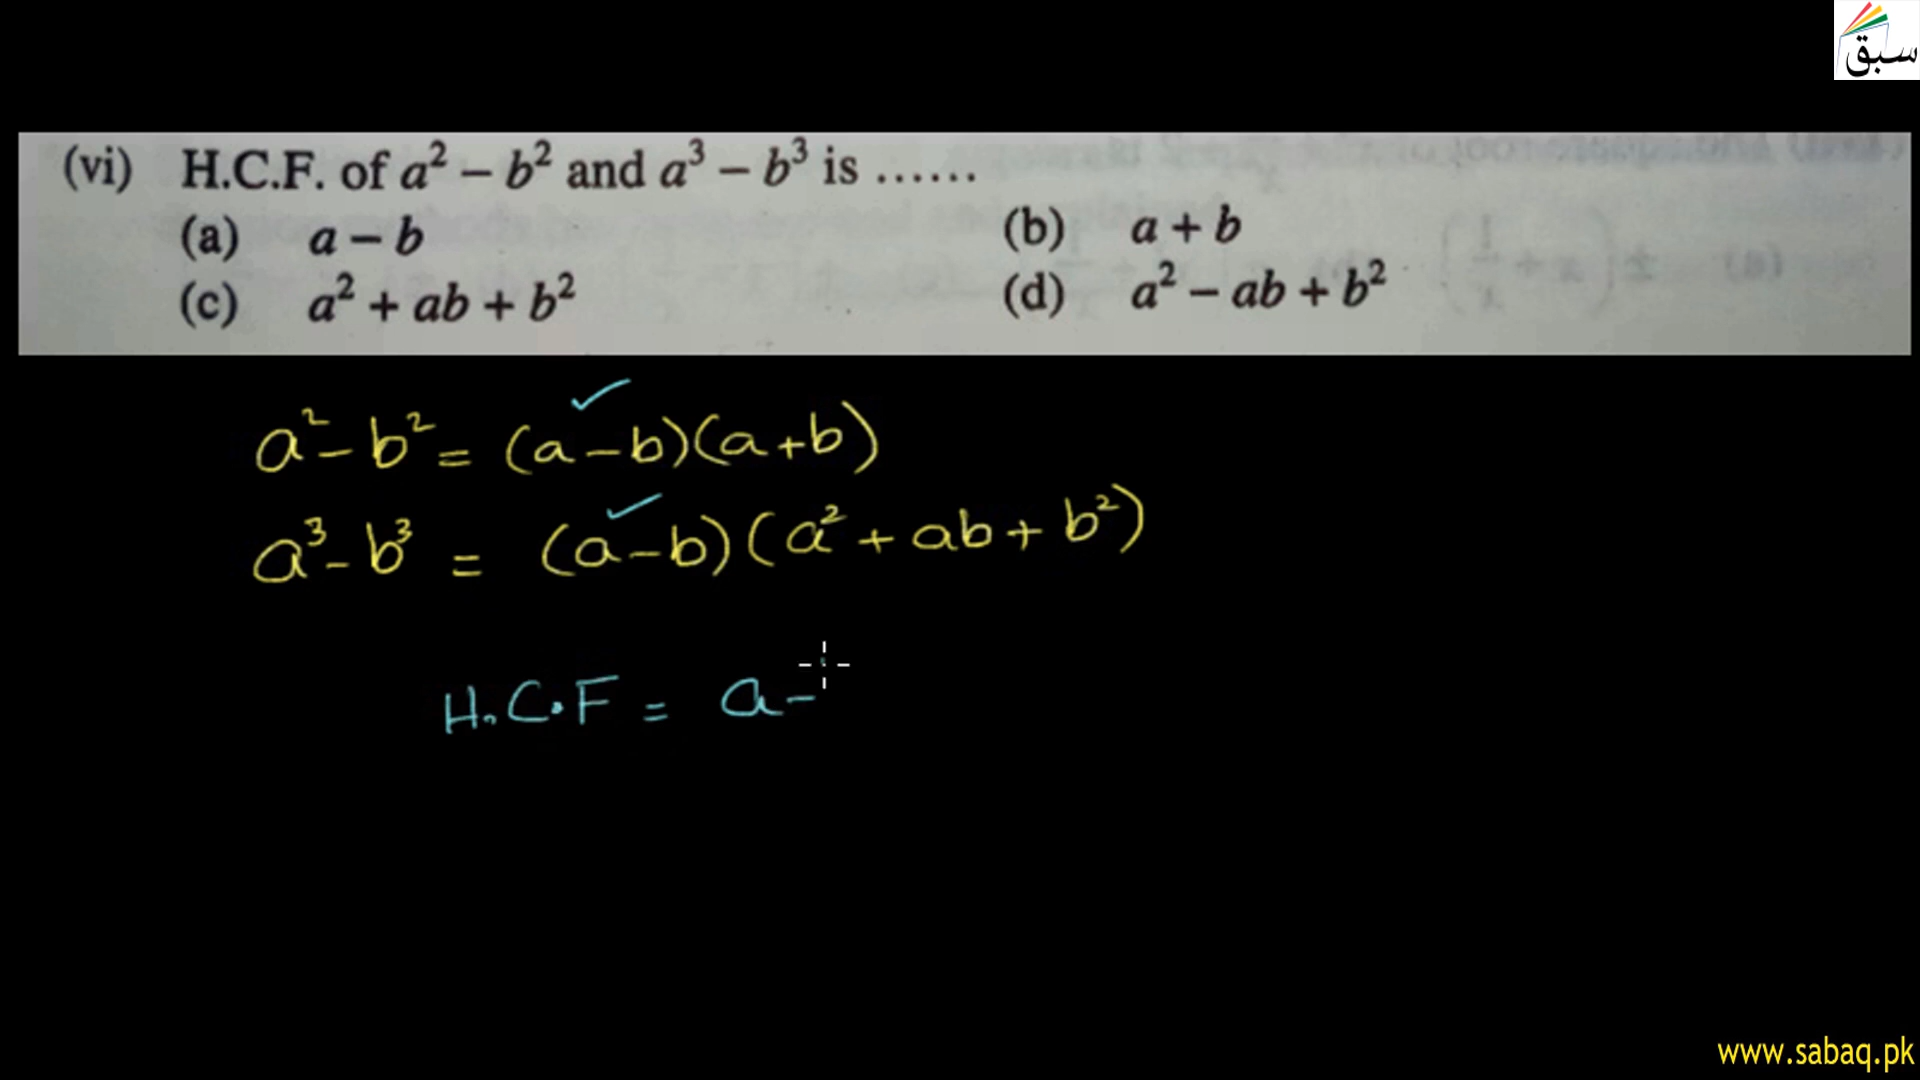 سبق
(vi) H.C.F. of a² – b² and a³ – b³ is ......
(a) a – b (b) a + b
(c) a² + ab + b² (d) a² – ab + b²
a² – b² = (a – b)(a + b)
a³ – b³ = (a – b)(a² + ab + b²)
H.C.F = a –
www.sabaq.pk